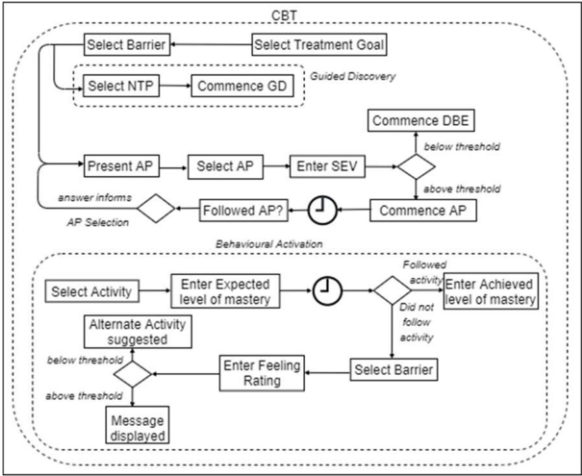 CBT
Select Barrier
Select Treatment Goal
Select NTP
Commence GD
Guided Discovery
Commence DBE
below threshold
Present AP
Select AP
Enter SEV
above threshold
answer informs
AP Selection
Followed AP?
Commence AP
Behavioural Activation
Select Activity
Enter Expected
level of mastery
Followed
activity
Enter Achieved
level of mastery
Did not
follow
activity
Alternate Activity
suggested
below threshold
Enter Feeling
Rating
Select Barrier
above threshold
Message
displayed